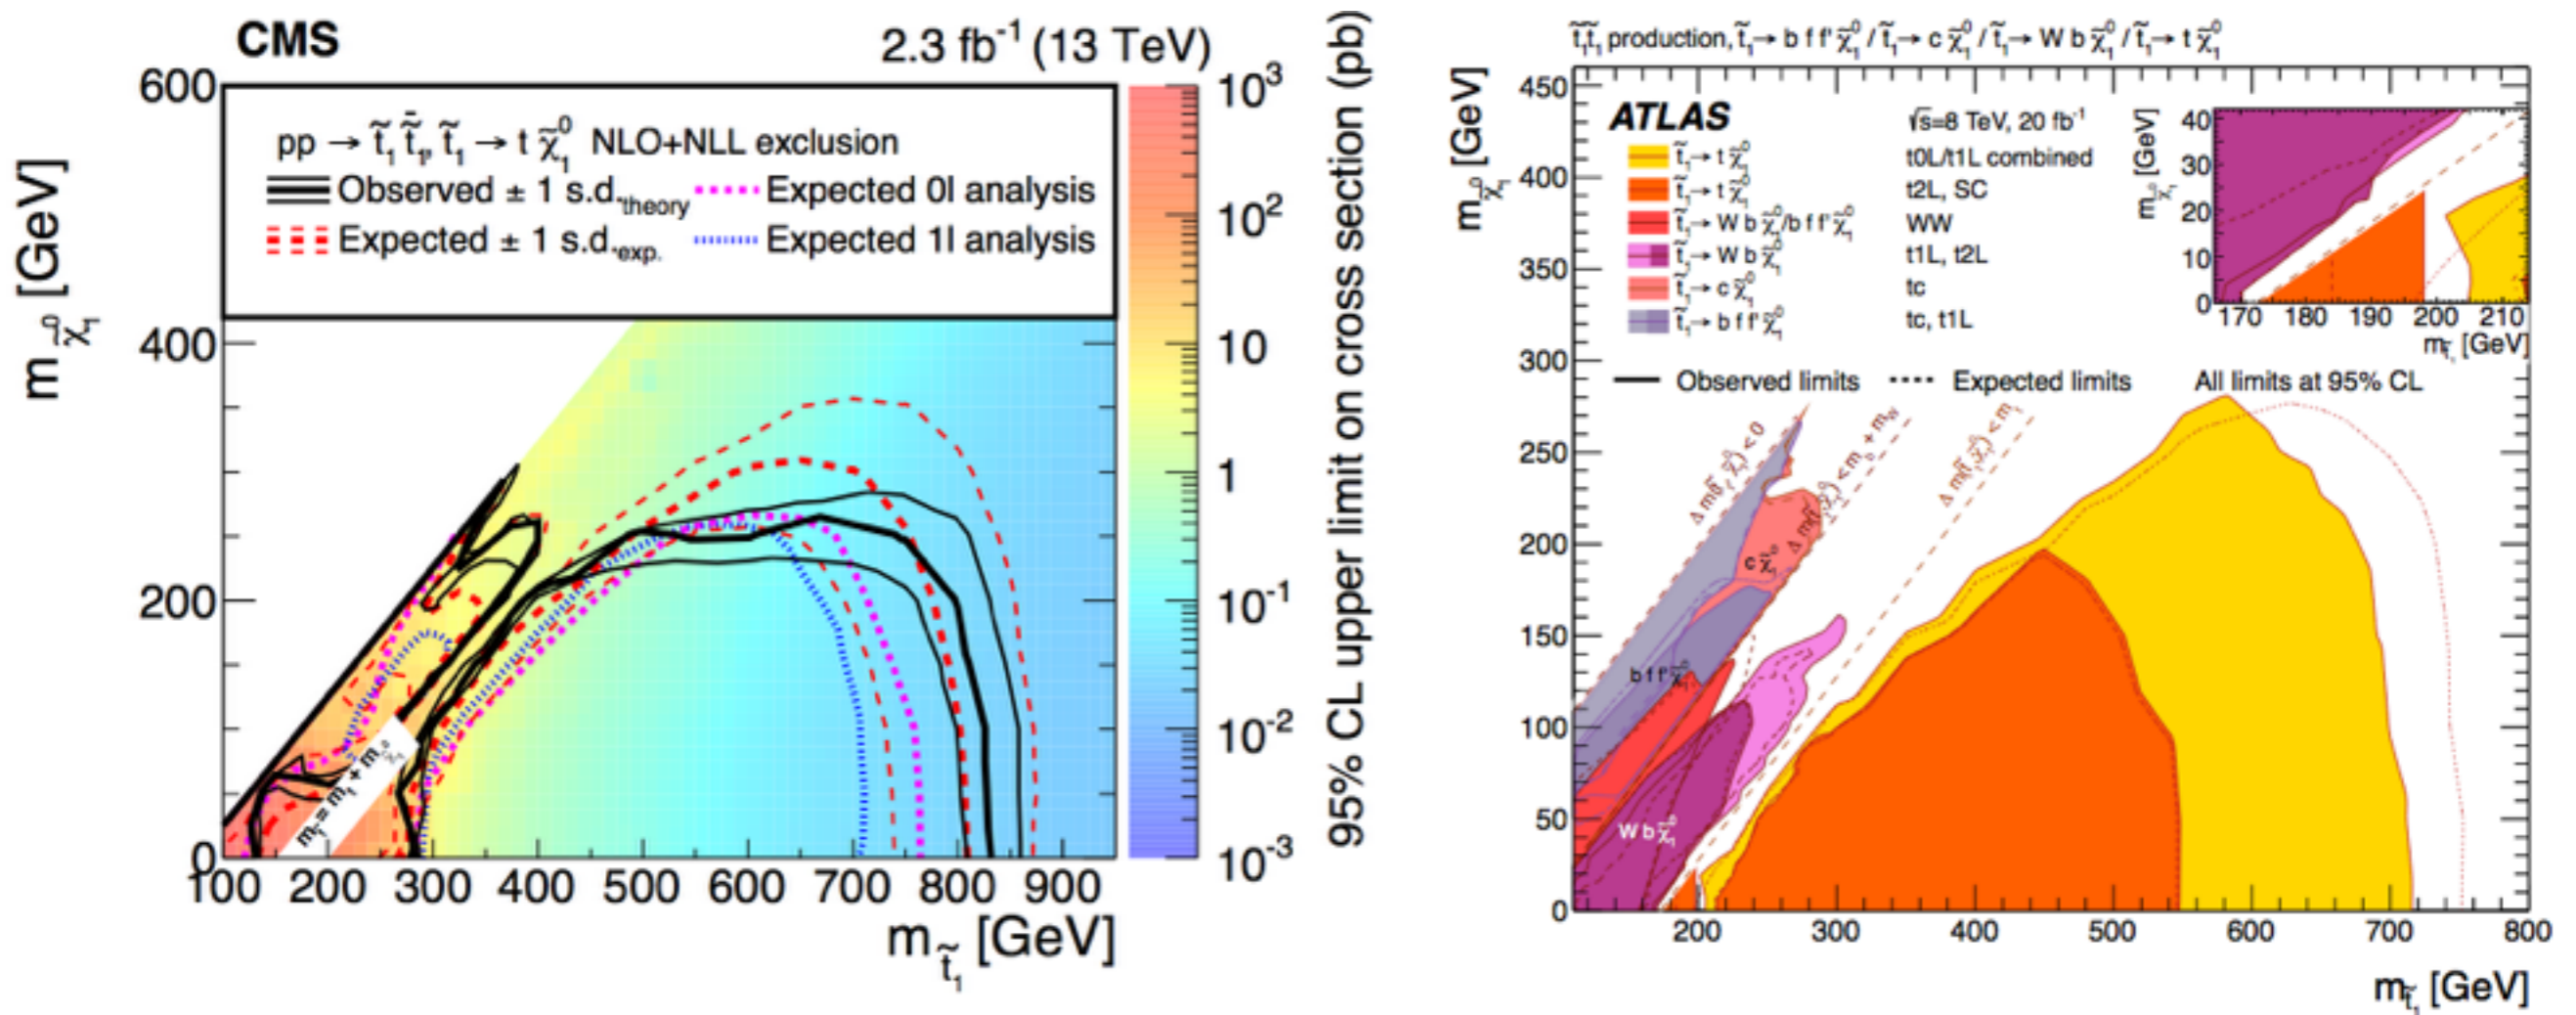 CMS
2.3 fb⁻¹ (13 TeV)
pp → t̃₁ t̃̄₁, t̃₁ → t χ̃₁⁰ NLO+NLL exclusion
Observed ± 1 s.d.theory
Expected 0l analysis
Expected ± 1 s.d.exp.
Expected 1l analysis
m χ̃₁⁰ [GeV]
600
400
200
0
100 200 300 400 500 600 700 800 900
m t̃₁ [GeV]
10³
10²
10
1
10⁻¹
10⁻²
10⁻³
95% CL upper limit on cross section (pb)
t̃₁t̃₁ production, t̃₁→ b f f' χ̃₁⁰ / t̃₁→ c χ̃₁⁰ / t̃₁→ W b χ̃₁⁰ / t̃₁→ t χ̃₁⁰
m χ̃₁⁰ [GeV]
450
400
350
300
250
200
150
100
50
0
ATLAS
√s=8 TeV, 20 fb⁻¹
t̃₁→ t χ̃₁⁰ t0L/t1L combined
t̃₁→ t χ̃₁⁰ t2L, SC
t̃₁→ W b χ̃₁⁰/b f f' χ̃₁⁰ WW
t̃₁→ W b χ̃₁⁰ t1L, t2L
t̃₁→ c χ̃₁⁰ tc
t̃₁→ b f f' χ̃₁⁰ tc, t1L
m χ̃₁⁰ [GeV]
40
30
20
10
0
170 180 190 200 210
m t̃₁ [GeV]
Observed limits
Expected limits
All limits at 95% CL
c χ̃₁⁰
b f f' χ̃₁⁰
W b χ̃₁⁰
200 300 400 500 600 700 800
m t̃₁ [GeV]